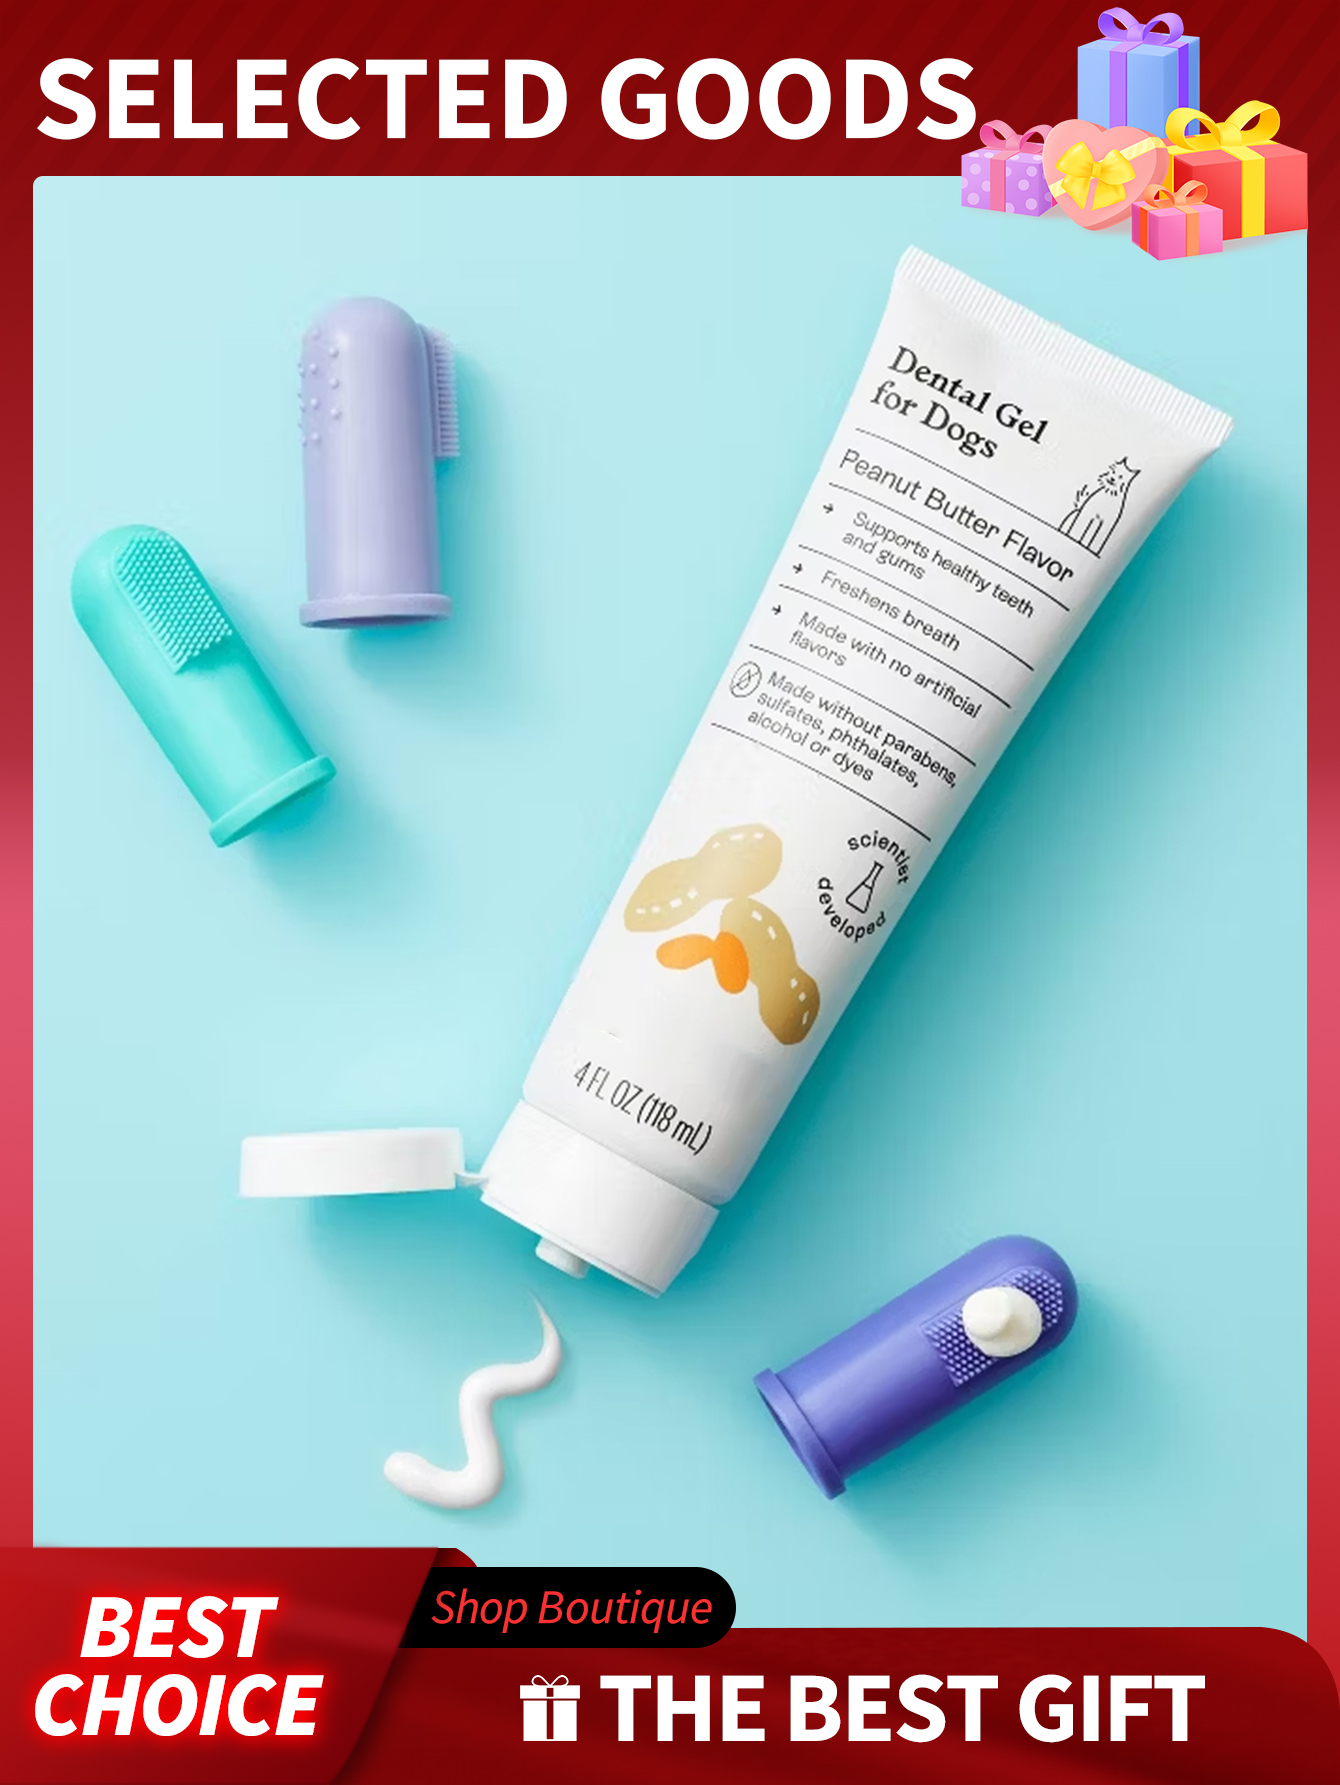 SELECTED GOODS
Dental Gel
for Dogs
Peanut Butter Flavor
→ Supports healthy teeth
and gums
→ Freshens breath
→ Made with no artificial
flavors
Made without parabens,
sulfates, phthalates,
alcohol or dyes
scientist
developed
4 FL OZ (118 mL)
Shop Boutique
BEST
CHOICE
THE BEST GIFT